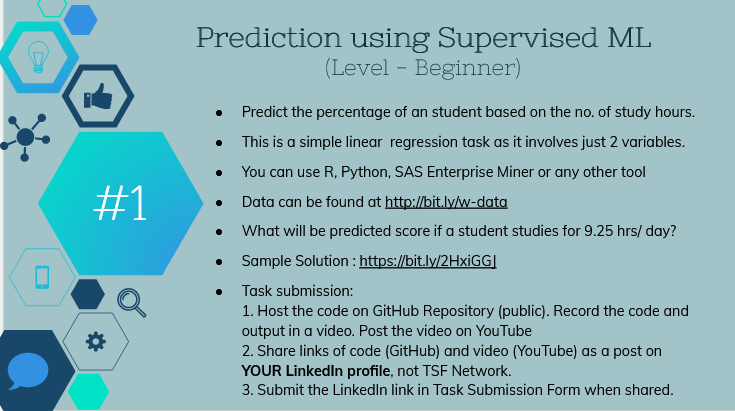 Prediction using Supervised ML
(Level - Beginner)
#1
● Predict the percentage of an student based on the no. of study hours.
● This is a simple linear regression task as it involves just 2 variables.
● You can use R, Python, SAS Enterprise Miner or any other tool
● Data can be found at http://bit.ly/w-data
● What will be predicted score if a student studies for 9.25 hrs/ day?
● Sample Solution : https://bit.ly/2HxiGGJ
● Task submission:
1. Host the code on GitHub Repository (public). Record the code and
output in a video. Post the video on YouTube
2. Share links of code (GitHub) and video (YouTube) as a post on
YOUR LinkedIn profile, not TSF Network.
3. Submit the LinkedIn link in Task Submission Form when shared.